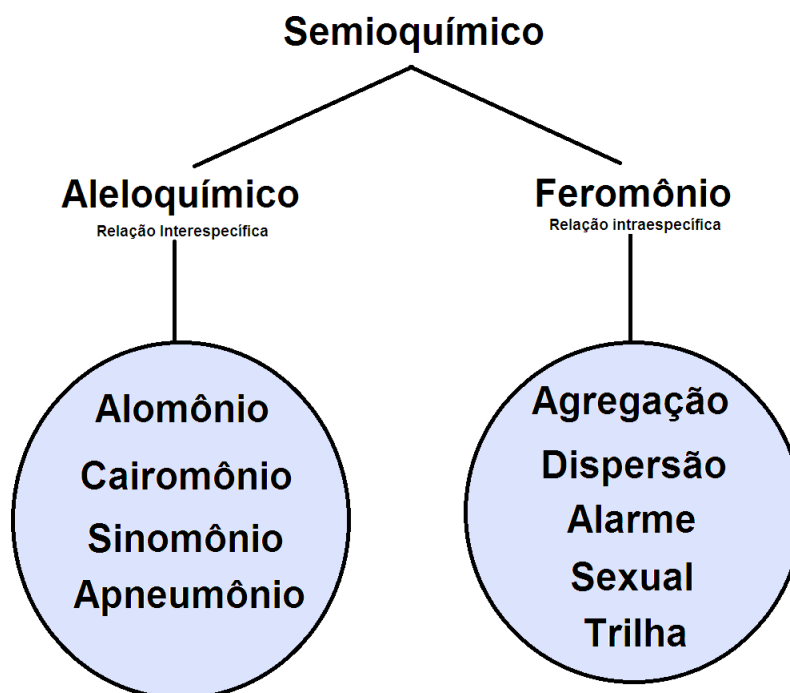 Semioquímico
Aleloquímico
Relação Interespecífica
Alomônio
Cairomônio
Sinomônio
Apneumônio
Feromônio
Relação intraespecífica
Agregação
Dispersão
Alarme
Sexual
Trilha